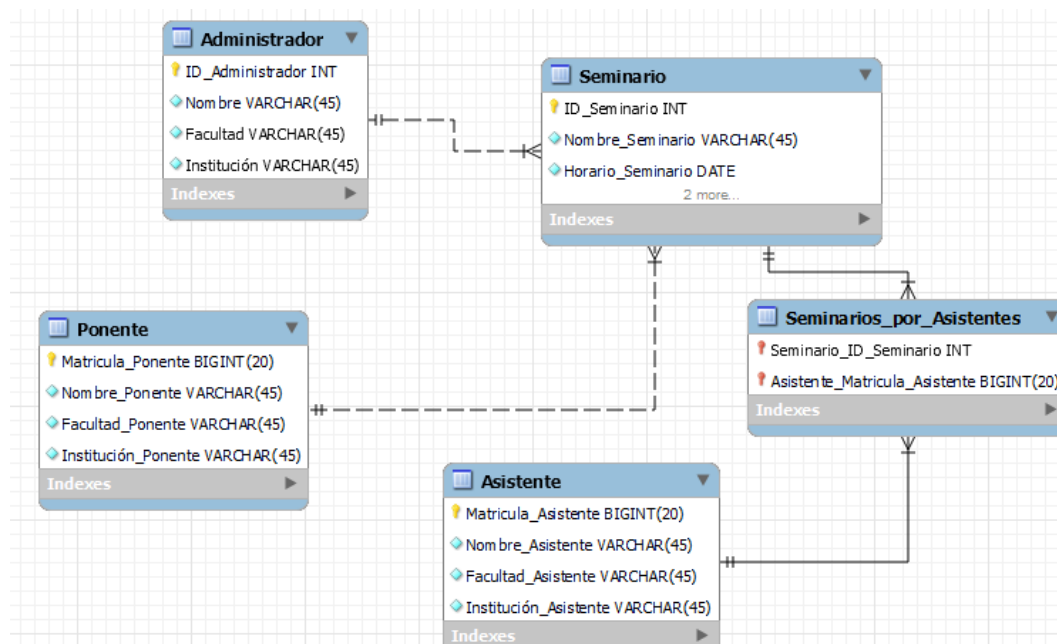 Administrador
ID_Administrador INT
Nombre VARCHAR(45)
Facultad VARCHAR(45)
Institución VARCHAR(45)
Indexes
Seminario
ID_Seminario INT
Nombre_Seminario VARCHAR(45)
Horario_Seminario DATE
2 more...
Indexes
Ponente
Matricula_Ponente BIGINT(20)
Nombre_Ponente VARCHAR(45)
Facultad_Ponente VARCHAR(45)
Institución_Ponente VARCHAR(45)
Indexes
Seminarios_por_Asistentes
Seminario_ID_Seminario INT
Asistente_Matricula_Asistente BIGINT(20)
Indexes
Asistente
Matricula_Asistente BIGINT(20)
Nombre_Asistente VARCHAR(45)
Facultad_Asistente VARCHAR(45)
Institución_Asistente VARCHAR(45)
Indexes